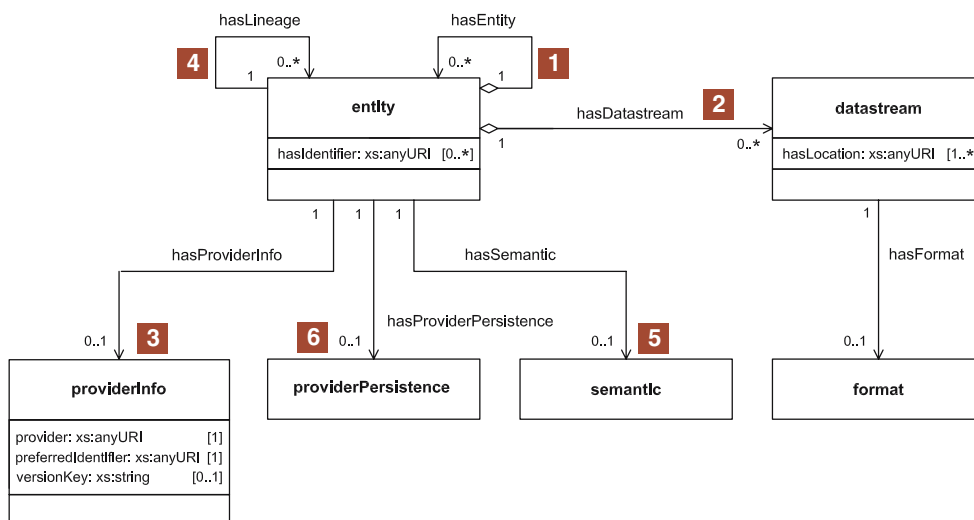 hasLineage
hasEntity
4
0..*
0..*
1
1
1
entIty
hasDatastream
2
datastream
1
0..*
hasIdentifier: xs:anyURI [0..*]
hasLocation: xs:anyURI [1..*
1
1
1
1
hasProviderInfo
hasSemantic
hasFormat
3
6
hasProviderPersistence
5
0..1
0..1
0..1
0..1
providerInfo
providerPersistence
semantIc
format
provider: xs:anyURI [1]
preferredIdentIfier: xs:anyURI [1]
versionKey: xs:string [0..1]